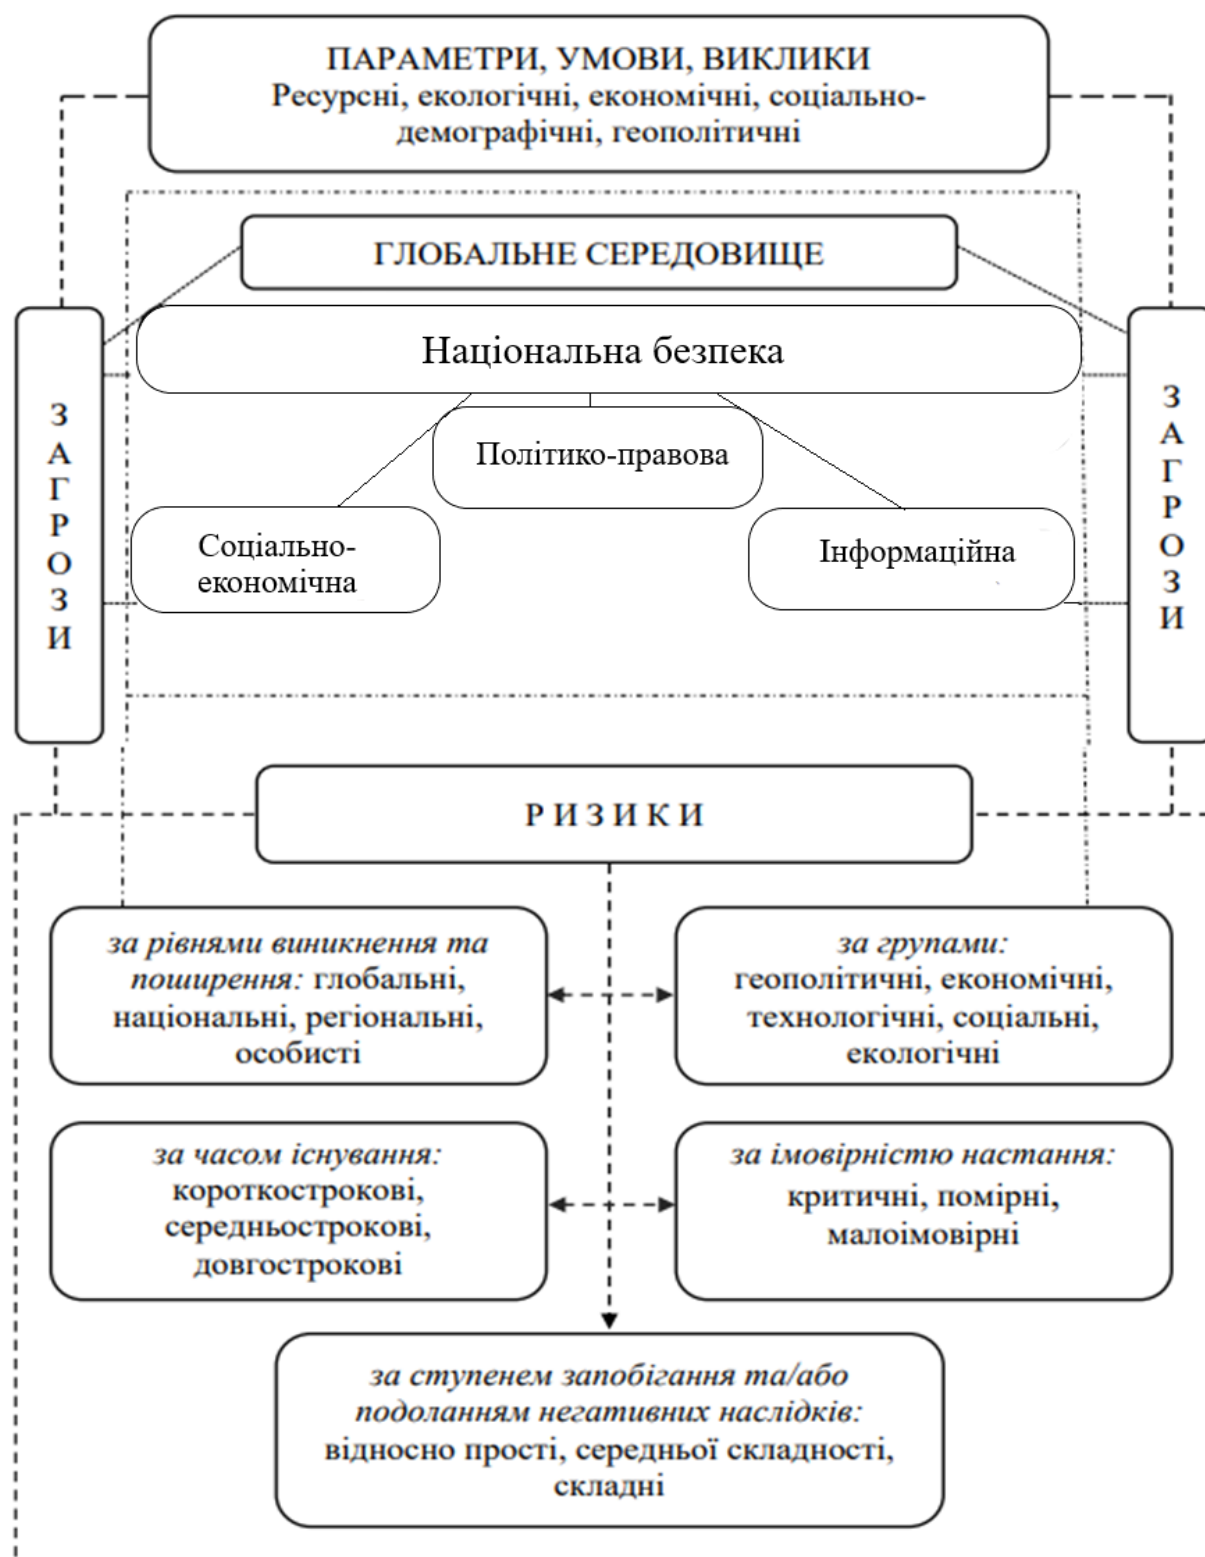 ПАРАМЕТРИ, УМОВИ, ВИКЛИКИ
Ресурсні, екологічні, економічні, соціально-
демографічні, геополітичні
ГЛОБАЛЬНЕ СЕРЕДОВИЩЕ
Національна безпека
З
А
Г
Р
О
З
И
З
А
Г
Р
О
З
И
Політико-правова
Соціально-
економічна
Інформаційна
Р И З И К И
за рівнями виникнення та
поширення: глобальні,
національні, регіональні,
особисті
за групами:
геополітичні, економічні,
технологічні, соціальні,
екологічні
за часом існування:
короткострокові,
середньострокові,
довгострокові
за імовірністю настання:
критичні, помірні,
малоімовірні
за ступенем запобігання та/або
подоланням негативних наслідків:
відносно прості, середньої складності,
складні